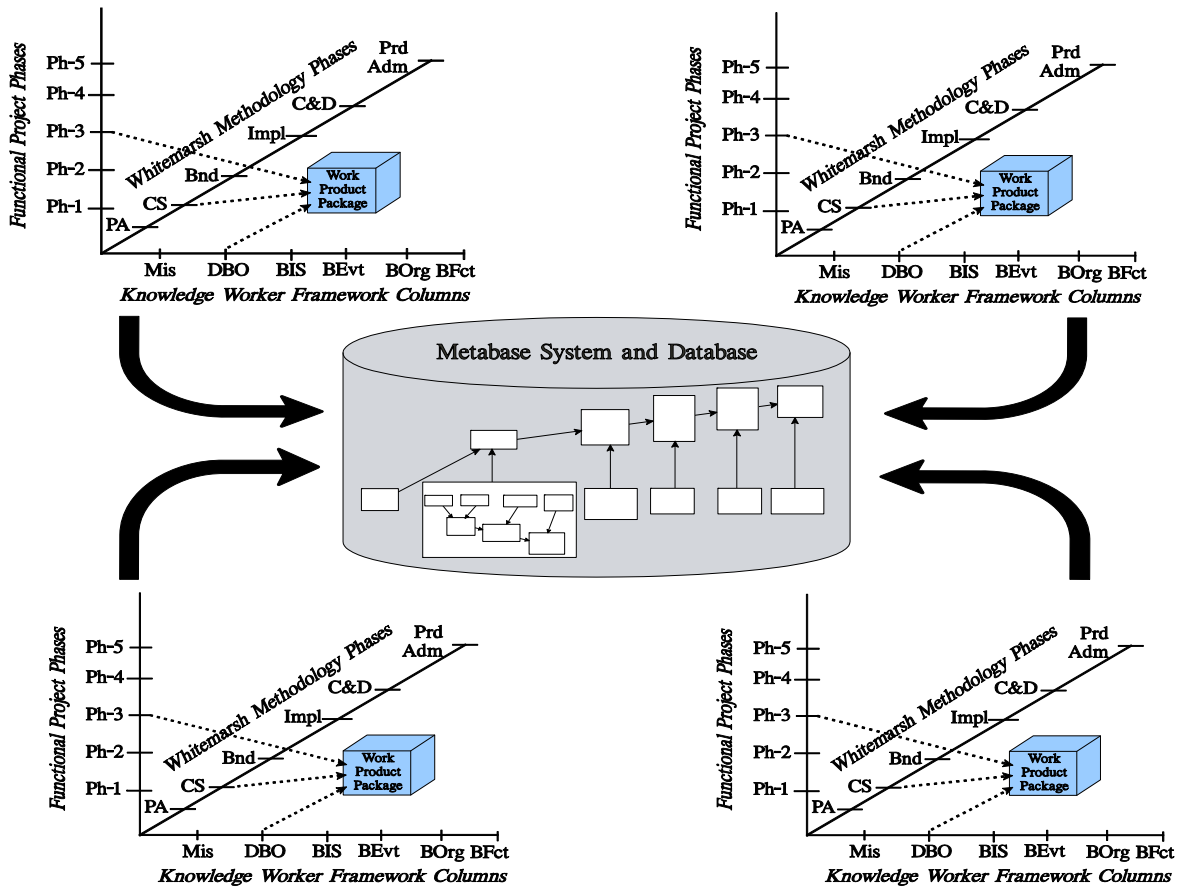 Functional Project Phases
Ph-5
Ph-4
Ph-3
Ph-2
Ph-1
Whitemarsh Methodology Phases
Prd
Adm
C&D
Impl
Bnd
CS
PA
Work
Product
Package
Mis DBO BIS BEvt BOrg BFct
Knowledge Worker Framework Columns
Functional Project Phases
Ph-5
Ph-4
Ph-3
Ph-2
Ph-1
Whitemarsh Methodology Phases
Prd
Adm
C&D
Impl
Bnd
CS
PA
Work
Product
Package
Mis DBO BIS BEvt BOrg BFct
Knowledge Worker Framework Columns
Metabase System and Database
Functional Project Phases
Ph-5
Ph-4
Ph-3
Ph-2
Ph-1
Whitemarsh Methodology Phases
Prd
Adm
C&D
Impl
Bnd
CS
PA
Work
Product
Package
Mis DBO BIS BEvt BOrg BFct
Knowledge Worker Framework Columns
Functional Project Phases
Ph-5
Ph-4
Ph-3
Ph-2
Ph-1
Whitemarsh Methodology Phases
Prd
Adm
C&D
Impl
Bnd
CS
PA
Work
Product
Package
Mis DBO BIS BEvt BOrg BFct
Knowledge Worker Framework Columns